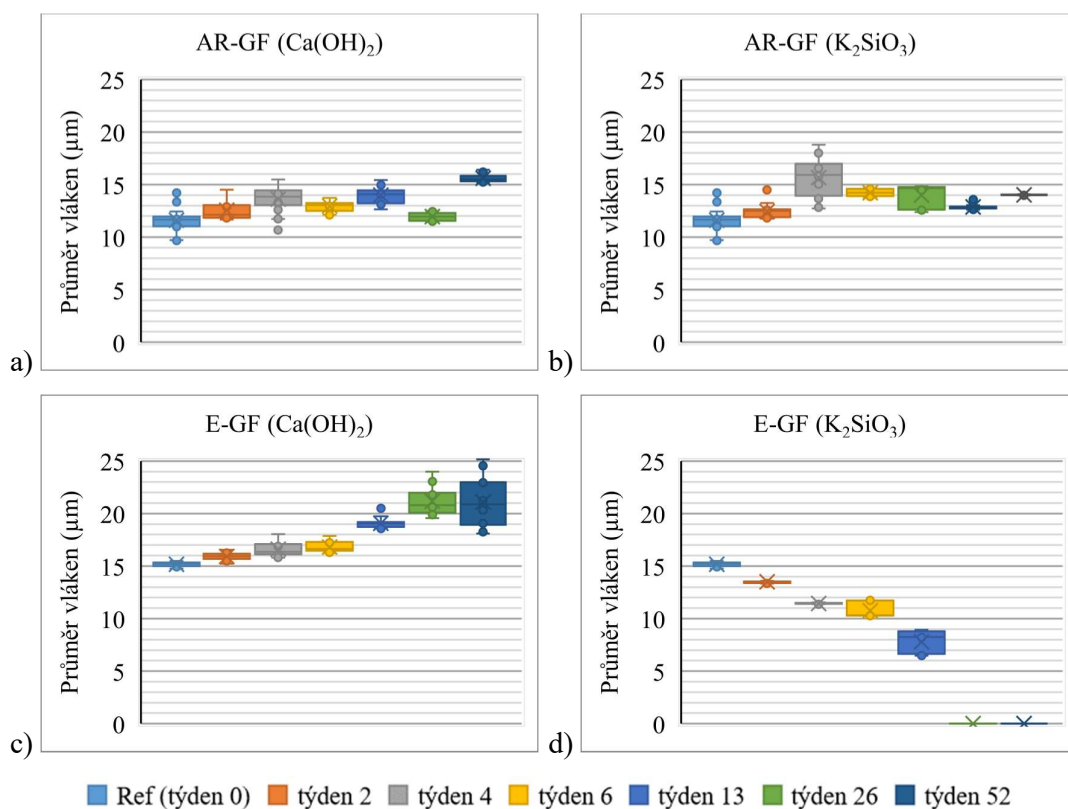 AR-GF (Ca(OH)₂)
Průměr vláken (µm)
25
20
15
10
5
0
a)
AR-GF (K₂SiO₃)
Průměr vláken (µm)
25
20
15
10
5
0
b)
E-GF (Ca(OH)₂)
Průměr vláken (µm)
25
20
15
10
5
0
c)
E-GF (K₂SiO₃)
Průměr vláken (µm)
25
20
15
10
5
0
d)
Ref (týden 0) týden 2 týden 4 týden 6 týden 13 týden 26 týden 52